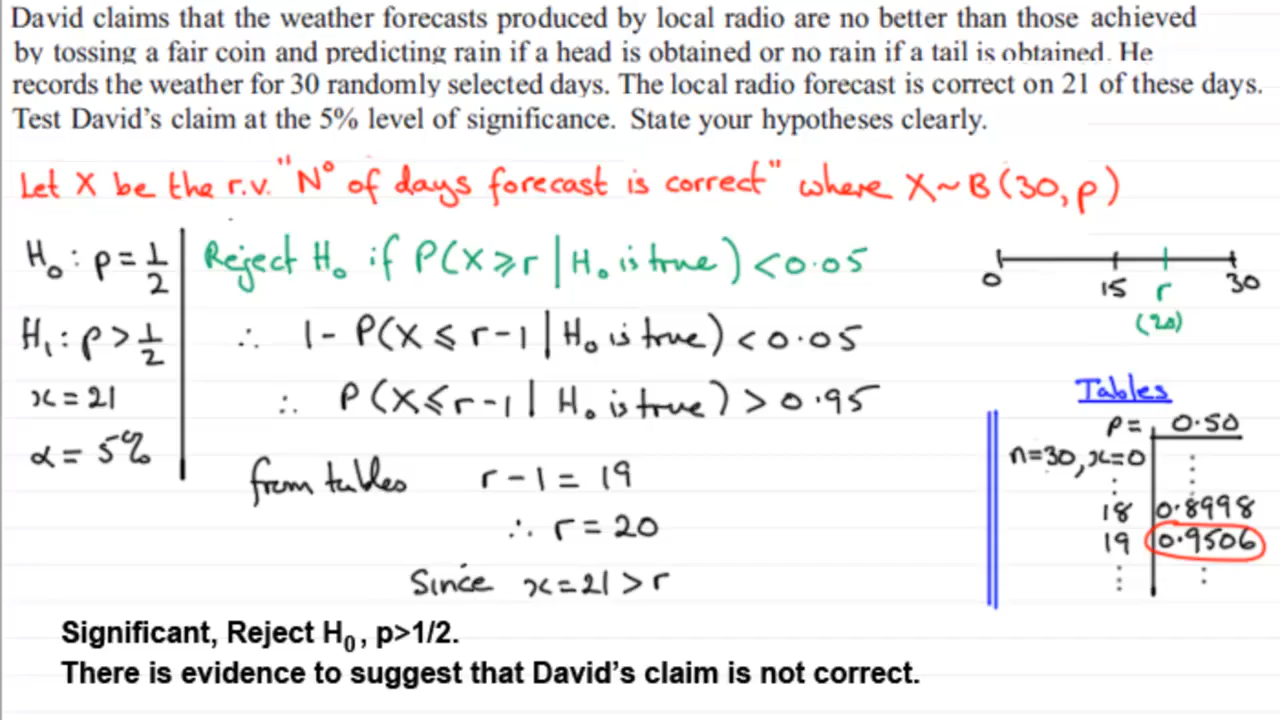 David claims that the weather forecasts produced by local radio are no better than those achieved
by tossing a fair coin and predicting rain if a head is obtained or no rain if a tail is obtained. He
records the weather for 30 randomly selected days. The local radio forecast is correct on 21 of these days.
Test David's claim at the 5% level of significance. State your hypotheses clearly.
Let X be the r.v. "N° of days forecast is correct" where X ~ B(30, p)
H₀ : p = 1/2
H₁ : p > 1/2
x = 21
α = 5%
Reject H₀ if P(X ⩾ r | H₀ is true) < 0.05
∴ 1 - P(X ⩽ r - 1 | H₀ is true) < 0.05
∴ P(X ⩽ r - 1 | H₀ is true) > 0.95
from tables r - 1 = 19
∴ r = 20
Since x = 21 > r
0 15 r 30
(20)
Tables
p = 0.50
n=30, x=0 ⋮
⋮
18 0.8998
19 0.9506
⋮ ⋮
Significant, Reject H₀ , p>1/2.
There is evidence to suggest that David's claim is not correct.